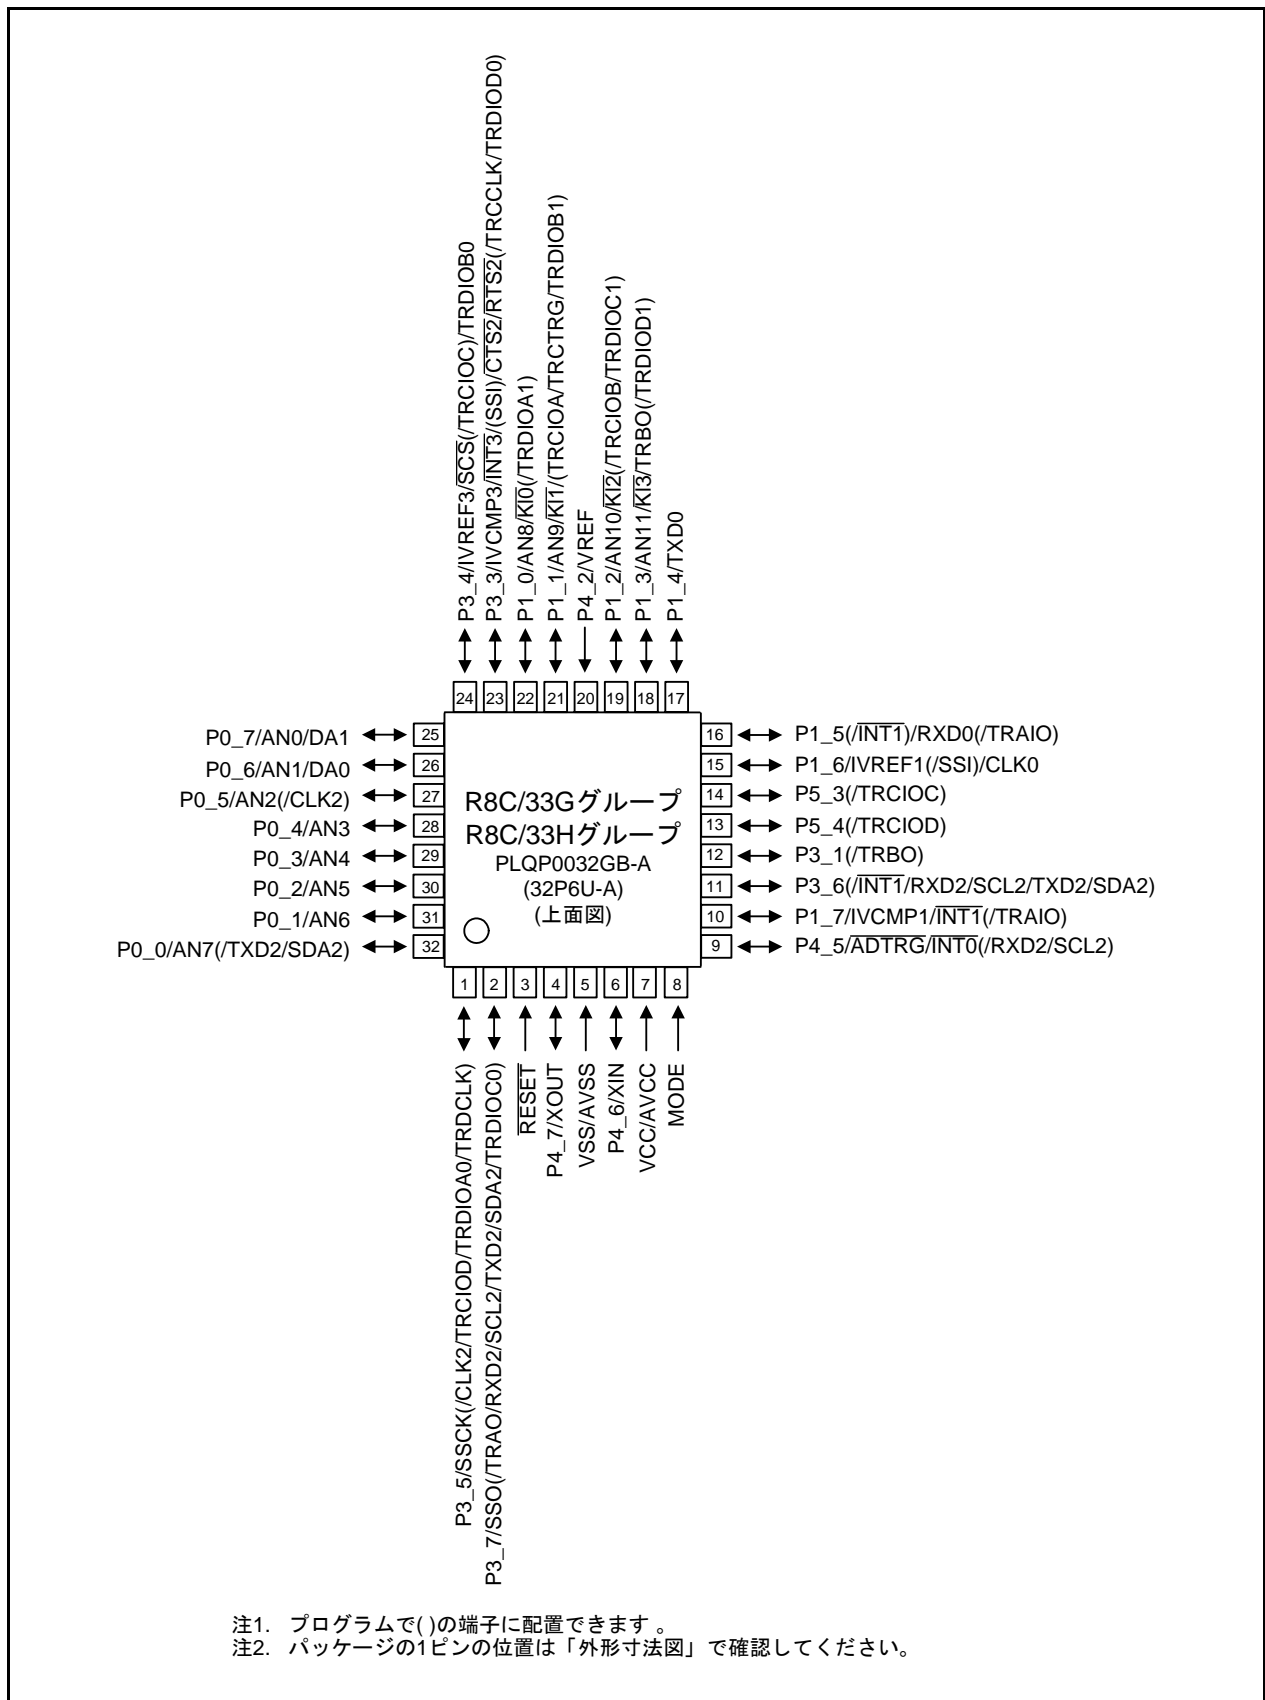 P3_4/IVREF3/SCS(/TRCIOC)/TRDIOB0
P3_3/IVCMP3/INT3/(SSI)/CTS2/RTS2(/TRCCLK/TRDIOD0)
P1_0/AN8/KI0(/TRDIOA1)
P1_1/AN9/KI1/(TRCIOA/TRCTRG/TRDIOB1)
P4_2/VREF
P1_2/AN10/KI2(/TRCIOB/TRDIOC1)
P1_3/AN11/KI3/TRBO(/TRDIOD1)
P1_4/TXD0
24 23 22 21 20 19 18 17
P0_7/AN0/DA1 25
P0_6/AN1/DA0 26
P0_5/AN2(/CLK2) 27
P0_4/AN3 28
P0_3/AN4 29
P0_2/AN5 30
P0_1/AN6 31
P0_0/AN7(/TXD2/SDA2) 32
R8C/33Gグループ
R8C/33Hグループ
PLQP0032GB-A
(32P6U-A)
(上面図)
16 P1_5(/INT1)/RXD0(/TRAIO)
15 P1_6/IVREF1(/SSI)/CLK0
14 P5_3(/TRCIOC)
13 P5_4(/TRCIOD)
12 P3_1(/TRBO)
11 P3_6(/INT1/RXD2/SCL2/TXD2/SDA2)
10 P1_7/IVCMP1/INT1(/TRAIO)
9 P4_5/ADTRG/INT0(/RXD2/SCL2)
1 2 3 4 5 6 7 8
P3_5/SSCK(/CLK2/TRCIOD/TRDIOA0/TRDCLK)
P3_7/SSO(/TRAO/RXD2/SCL2/TXD2/SDA2/TRDIOC0)
RESET
P4_7/XOUT
VSS/AVSS
P4_6/XIN
VCC/AVCC
MODE
注1. プログラムで( )の端子に配置できます。
注2. パッケージの1ピンの位置は「外形寸法図」で確認してください。